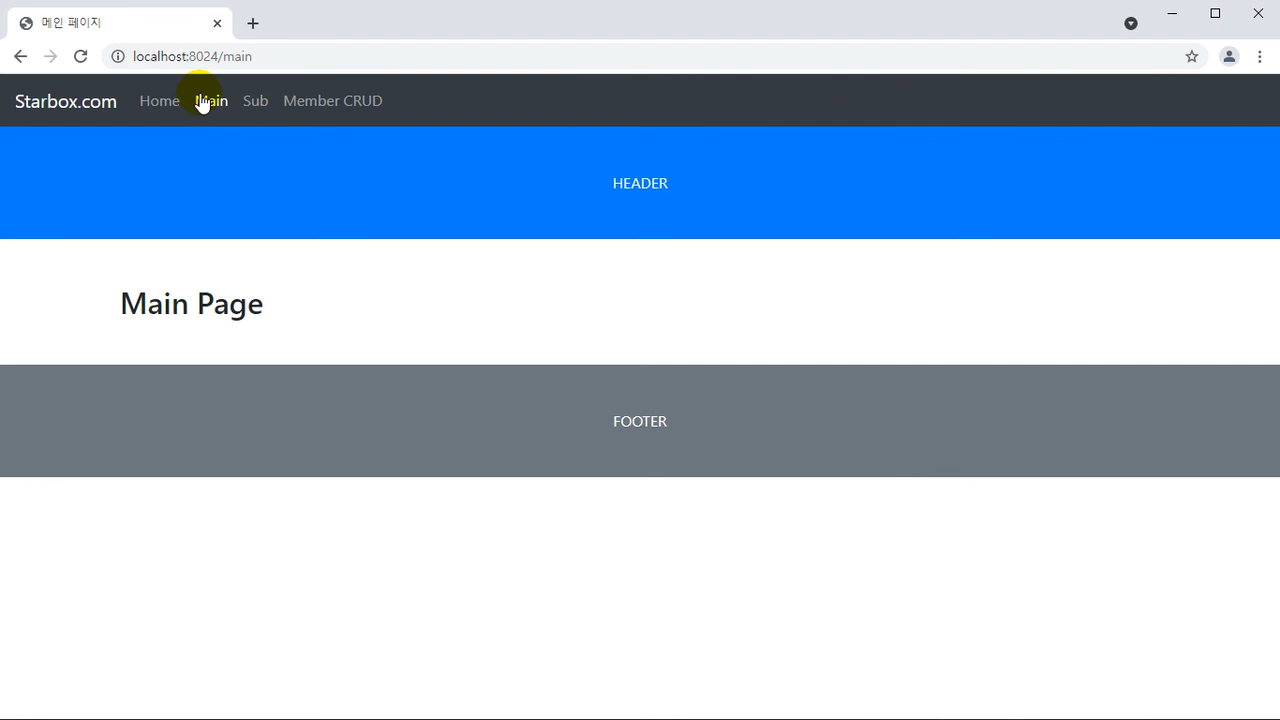 메인 페이지
localhost:8024/main
Starbox.com Home Main Sub Member CRUD
HEADER
Main Page
FOOTER